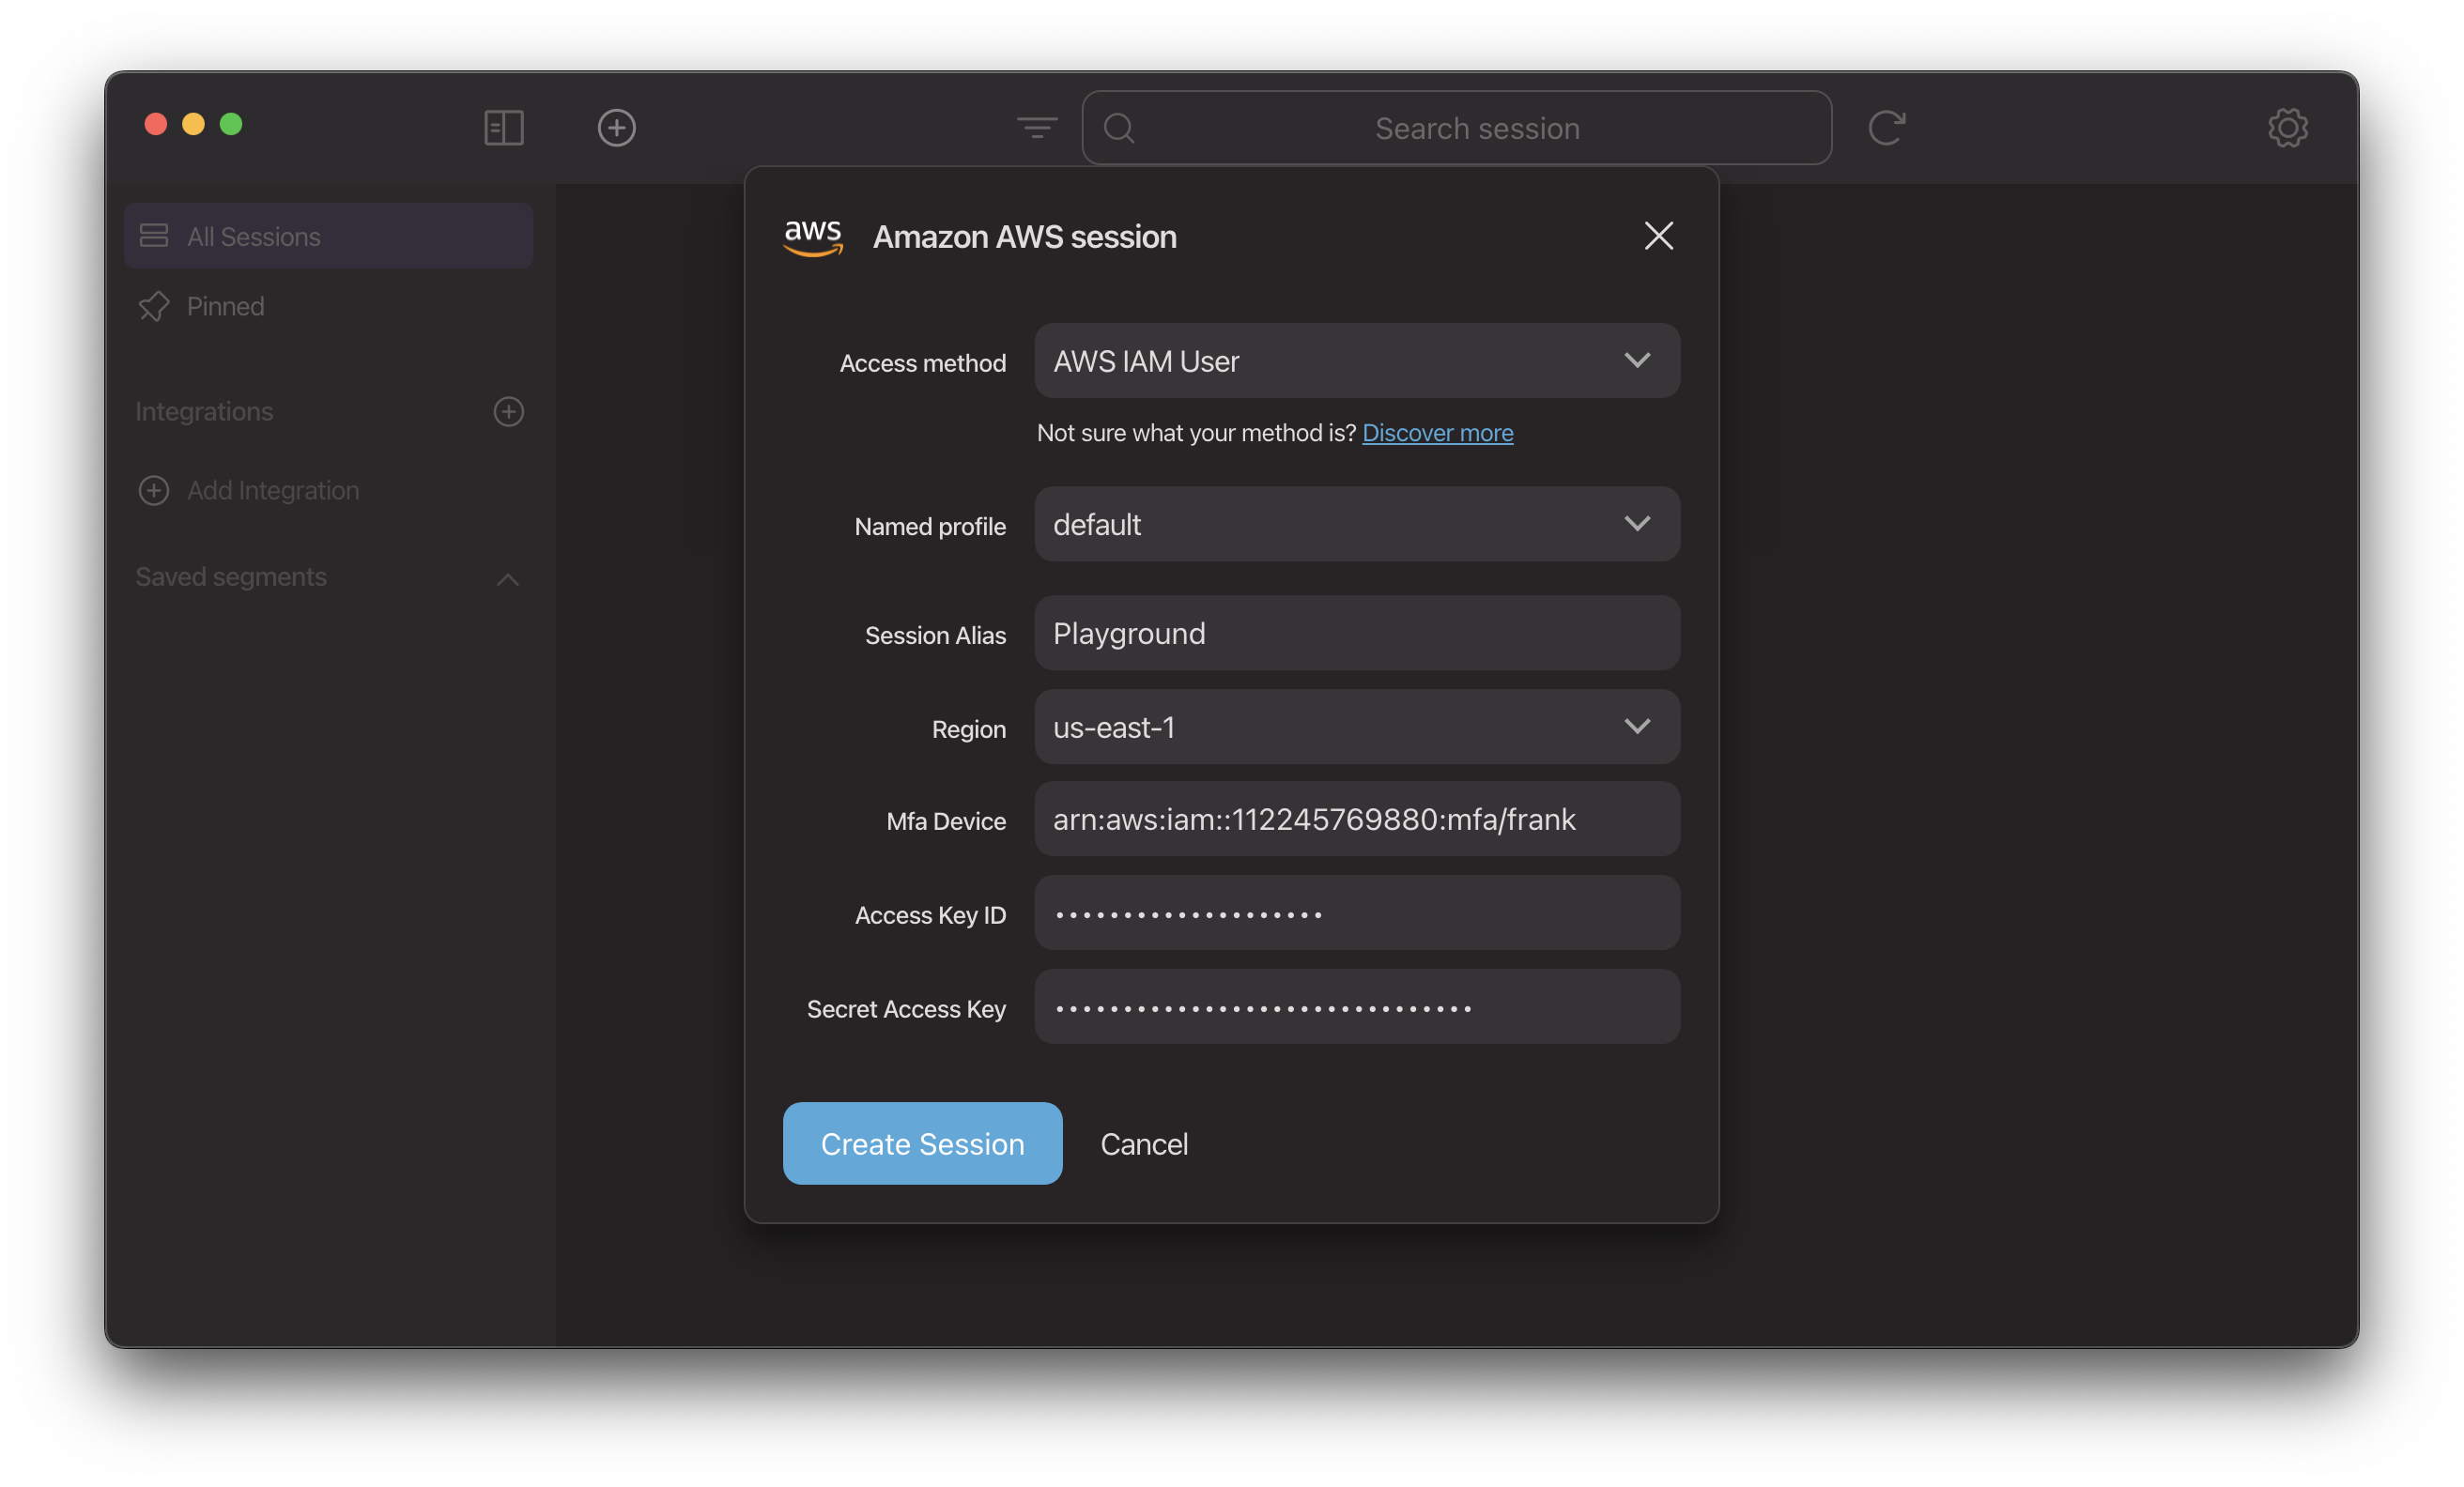 Search session
All Sessions
Pinned
Integrations
Add Integration
Saved segments
aws
Amazon AWS session
Access method
AWS IAM User
Not sure what your method is? Discover more
Named profile
default
Session Alias
Playground
Region
us-east-1
Mfa Device
arn:aws:iam::112245769880:mfa/frank
Access Key ID
••••••••••••••••••••
Secret Access Key
•••••••••••••••••••••••••••••••
Create Session
Cancel